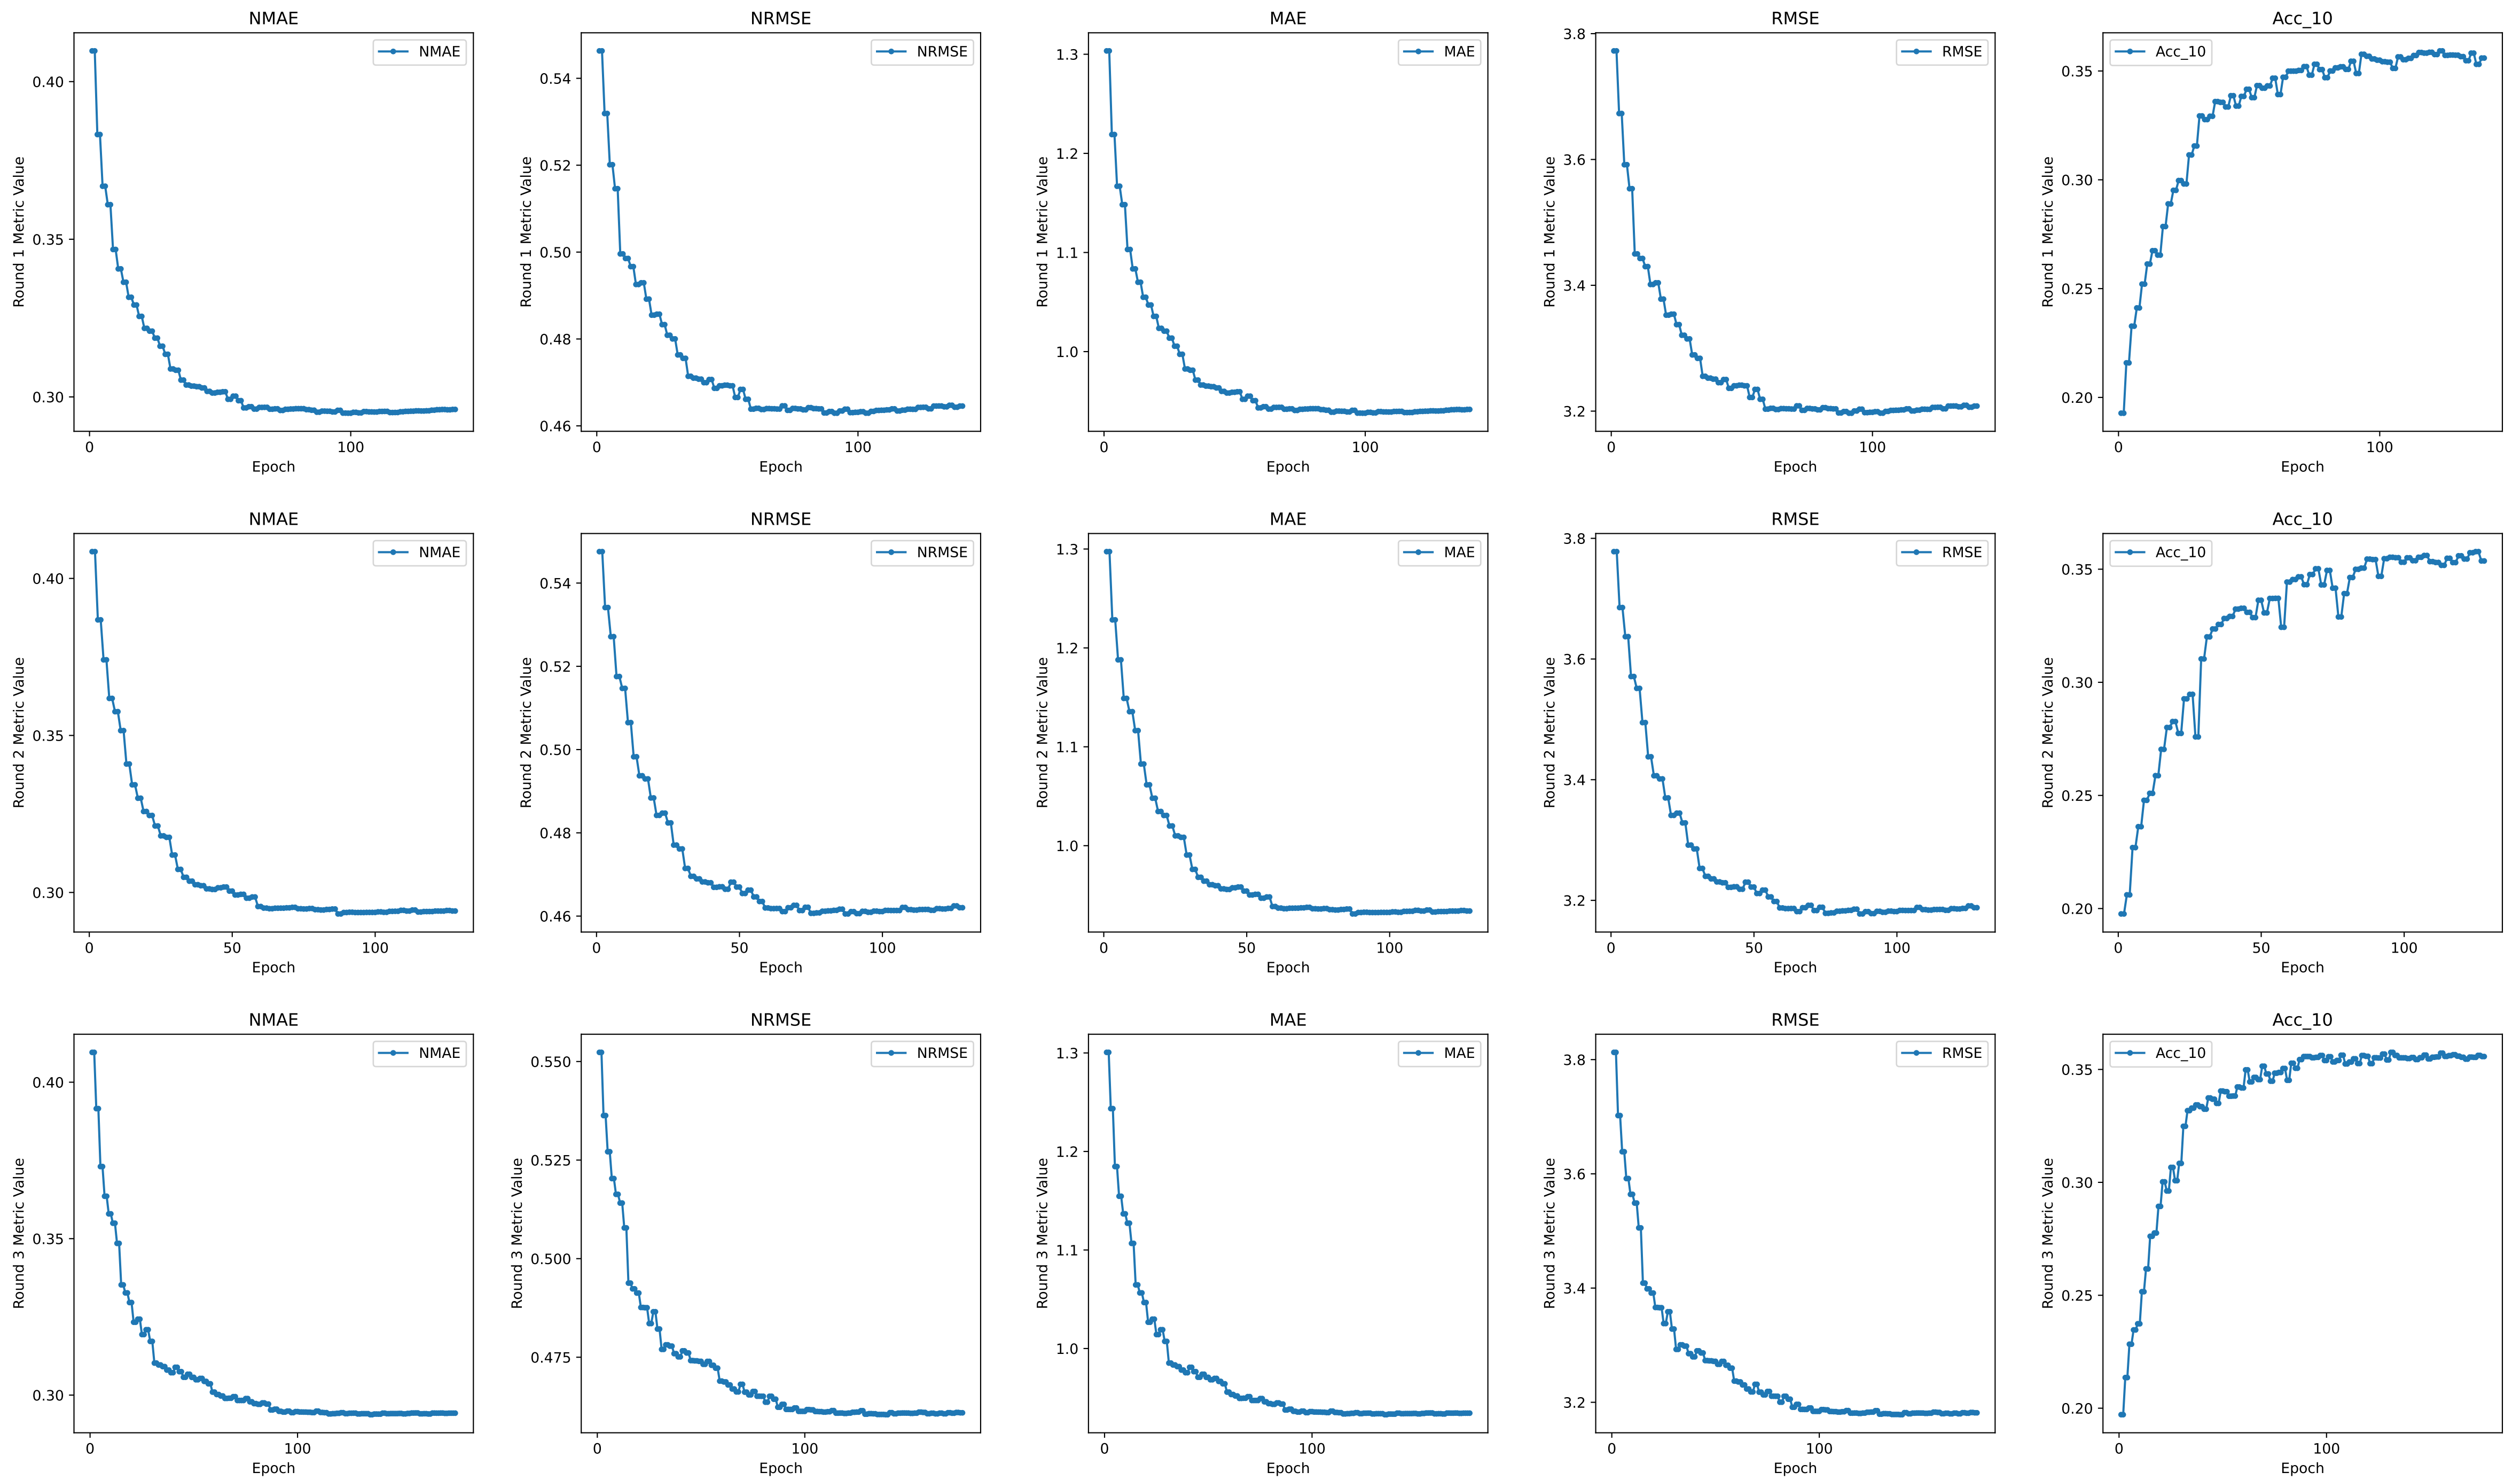 NMAE
NRMSE
MAE
RMSE
Acc_10
Round 1 Metric Value
0.40
0.35
0.30
NMAE
0
100
Epoch
Round 1 Metric Value
0.54
0.52
0.50
0.48
0.46
NRMSE
0
100
Epoch
Round 1 Metric Value
1.3
1.2
1.1
1.0
MAE
0
100
Epoch
Round 1 Metric Value
3.8
3.6
3.4
3.2
RMSE
0
100
Epoch
Round 1 Metric Value
0.35
0.30
0.25
0.20
Acc_10
0
100
Epoch
NMAE
NRMSE
MAE
RMSE
Acc_10
Round 2 Metric Value
0.40
0.35
0.30
NMAE
0
50
100
Epoch
Round 2 Metric Value
0.54
0.52
0.50
0.48
0.46
NRMSE
0
50
100
Epoch
Round 2 Metric Value
1.3
1.2
1.1
1.0
MAE
0
50
100
Epoch
Round 2 Metric Value
3.8
3.6
3.4
3.2
RMSE
0
50
100
Epoch
Round 2 Metric Value
0.35
0.30
0.25
0.20
Acc_10
0
50
100
Epoch
NMAE
NRMSE
MAE
RMSE
Acc_10
Round 3 Metric Value
0.40
0.35
0.30
NMAE
0
100
Epoch
Round 3 Metric Value
0.550
0.525
0.500
0.475
NRMSE
0
100
Epoch
Round 3 Metric Value
1.3
1.2
1.1
1.0
MAE
0
100
Epoch
Round 3 Metric Value
3.8
3.6
3.4
3.2
RMSE
0
100
Epoch
Round 3 Metric Value
0.35
0.30
0.25
0.20
Acc_10
0
100
Epoch